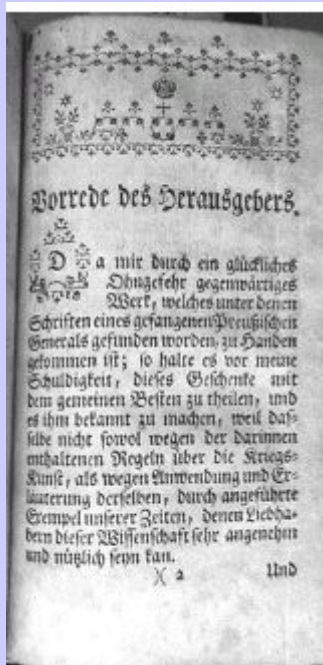 Vorrede des Herausgebers.
Da mir durch ein glückliches
Ohngefehr gegenwärtiges
Werk, welches unter denen
Schriften eines gefangenen Preußischen
Generals gefunden worden, zu Handen
gekommen ist; so halte es vor meine
Schuldigkeit, dieses Geschenke mit
dem gemeinen Besten zu theilen, und
es ihm bekannt zu machen, weil das-
selbe nicht sowol wegen der darinnen
enthaltenen Regeln über die Kriegs-
Kunst, als wegen Anwendung und Er-
läuterung derselben, durch angeführte
Exempel unserer Zeiten, denen Liebha-
bern dieser Wissenschaft sehr angenehm
und nützlich seyn kan.
)( 2 Und